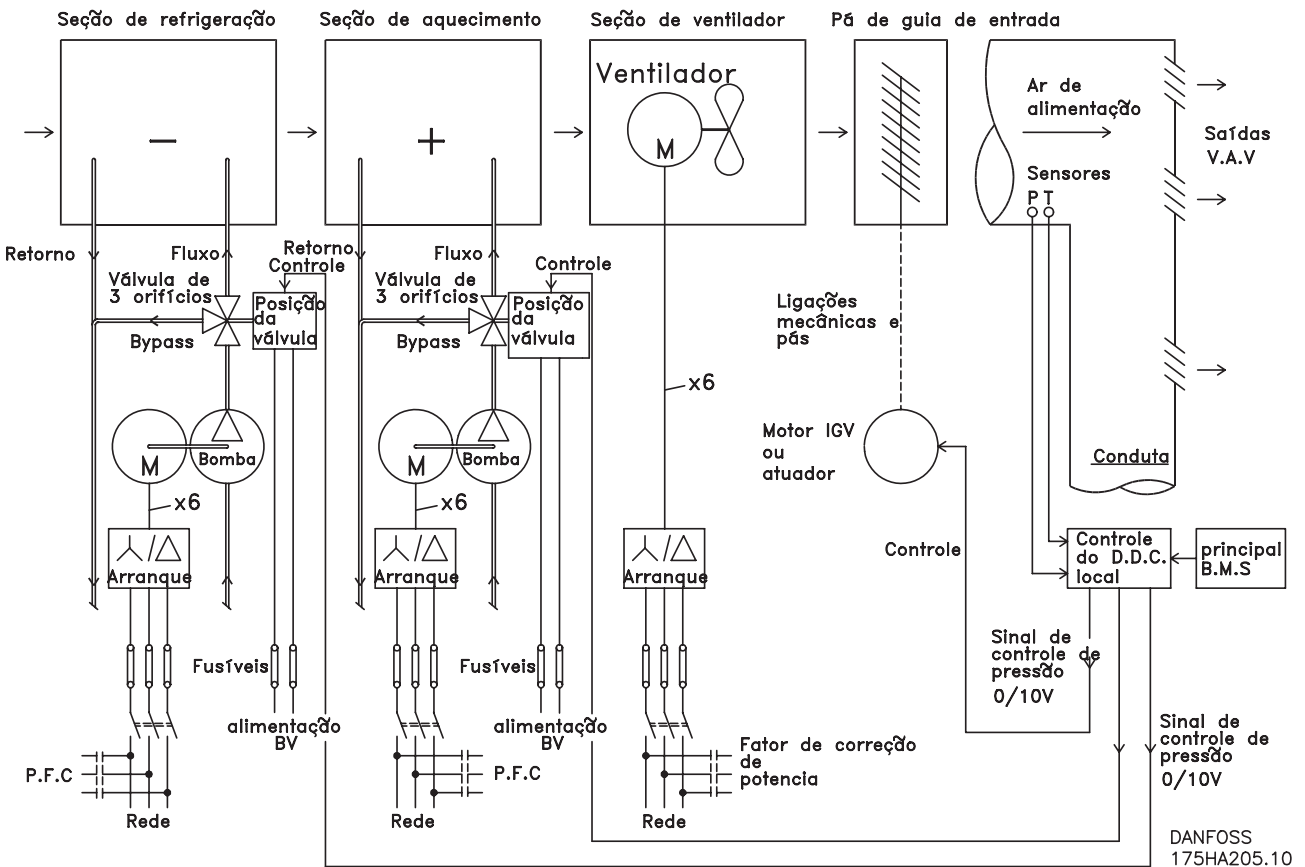 Seção de refrigeração
Seção de aquecimento
Seção de ventilador
Pá de guia de entrada
Ventilador
M
Ar de
alimentação
Saídas
V.A.V
Sensores
P T
Retorno
Fluxo
Válvula de
3 orifícios
Bypass
Retorno
Controle
Posição
da
válvula
Fluxo
Válvula de
3 orifícios
Bypass
Controle
Posição
da
válvula
Ligações
mecânicas e
pás
x6
M
Bomba
x6
M
Bomba
x6
Motor IGV
ou
atuador
Conduta
Arranque
Arranque
Arranque
Controle
Controle
do D.D.C.
local
principal
B.M.S
Fusíveis
Fusíveis
Sinal de
controle de
pressão
0/10V
alimentação
BV
alimentação
BV
Fator de correção
de
potencia
Sinal de
controle de
pressão
0/10V
P.F.C
P.F.C
Rede
Rede
Rede
DANFOSS
175HA205.10